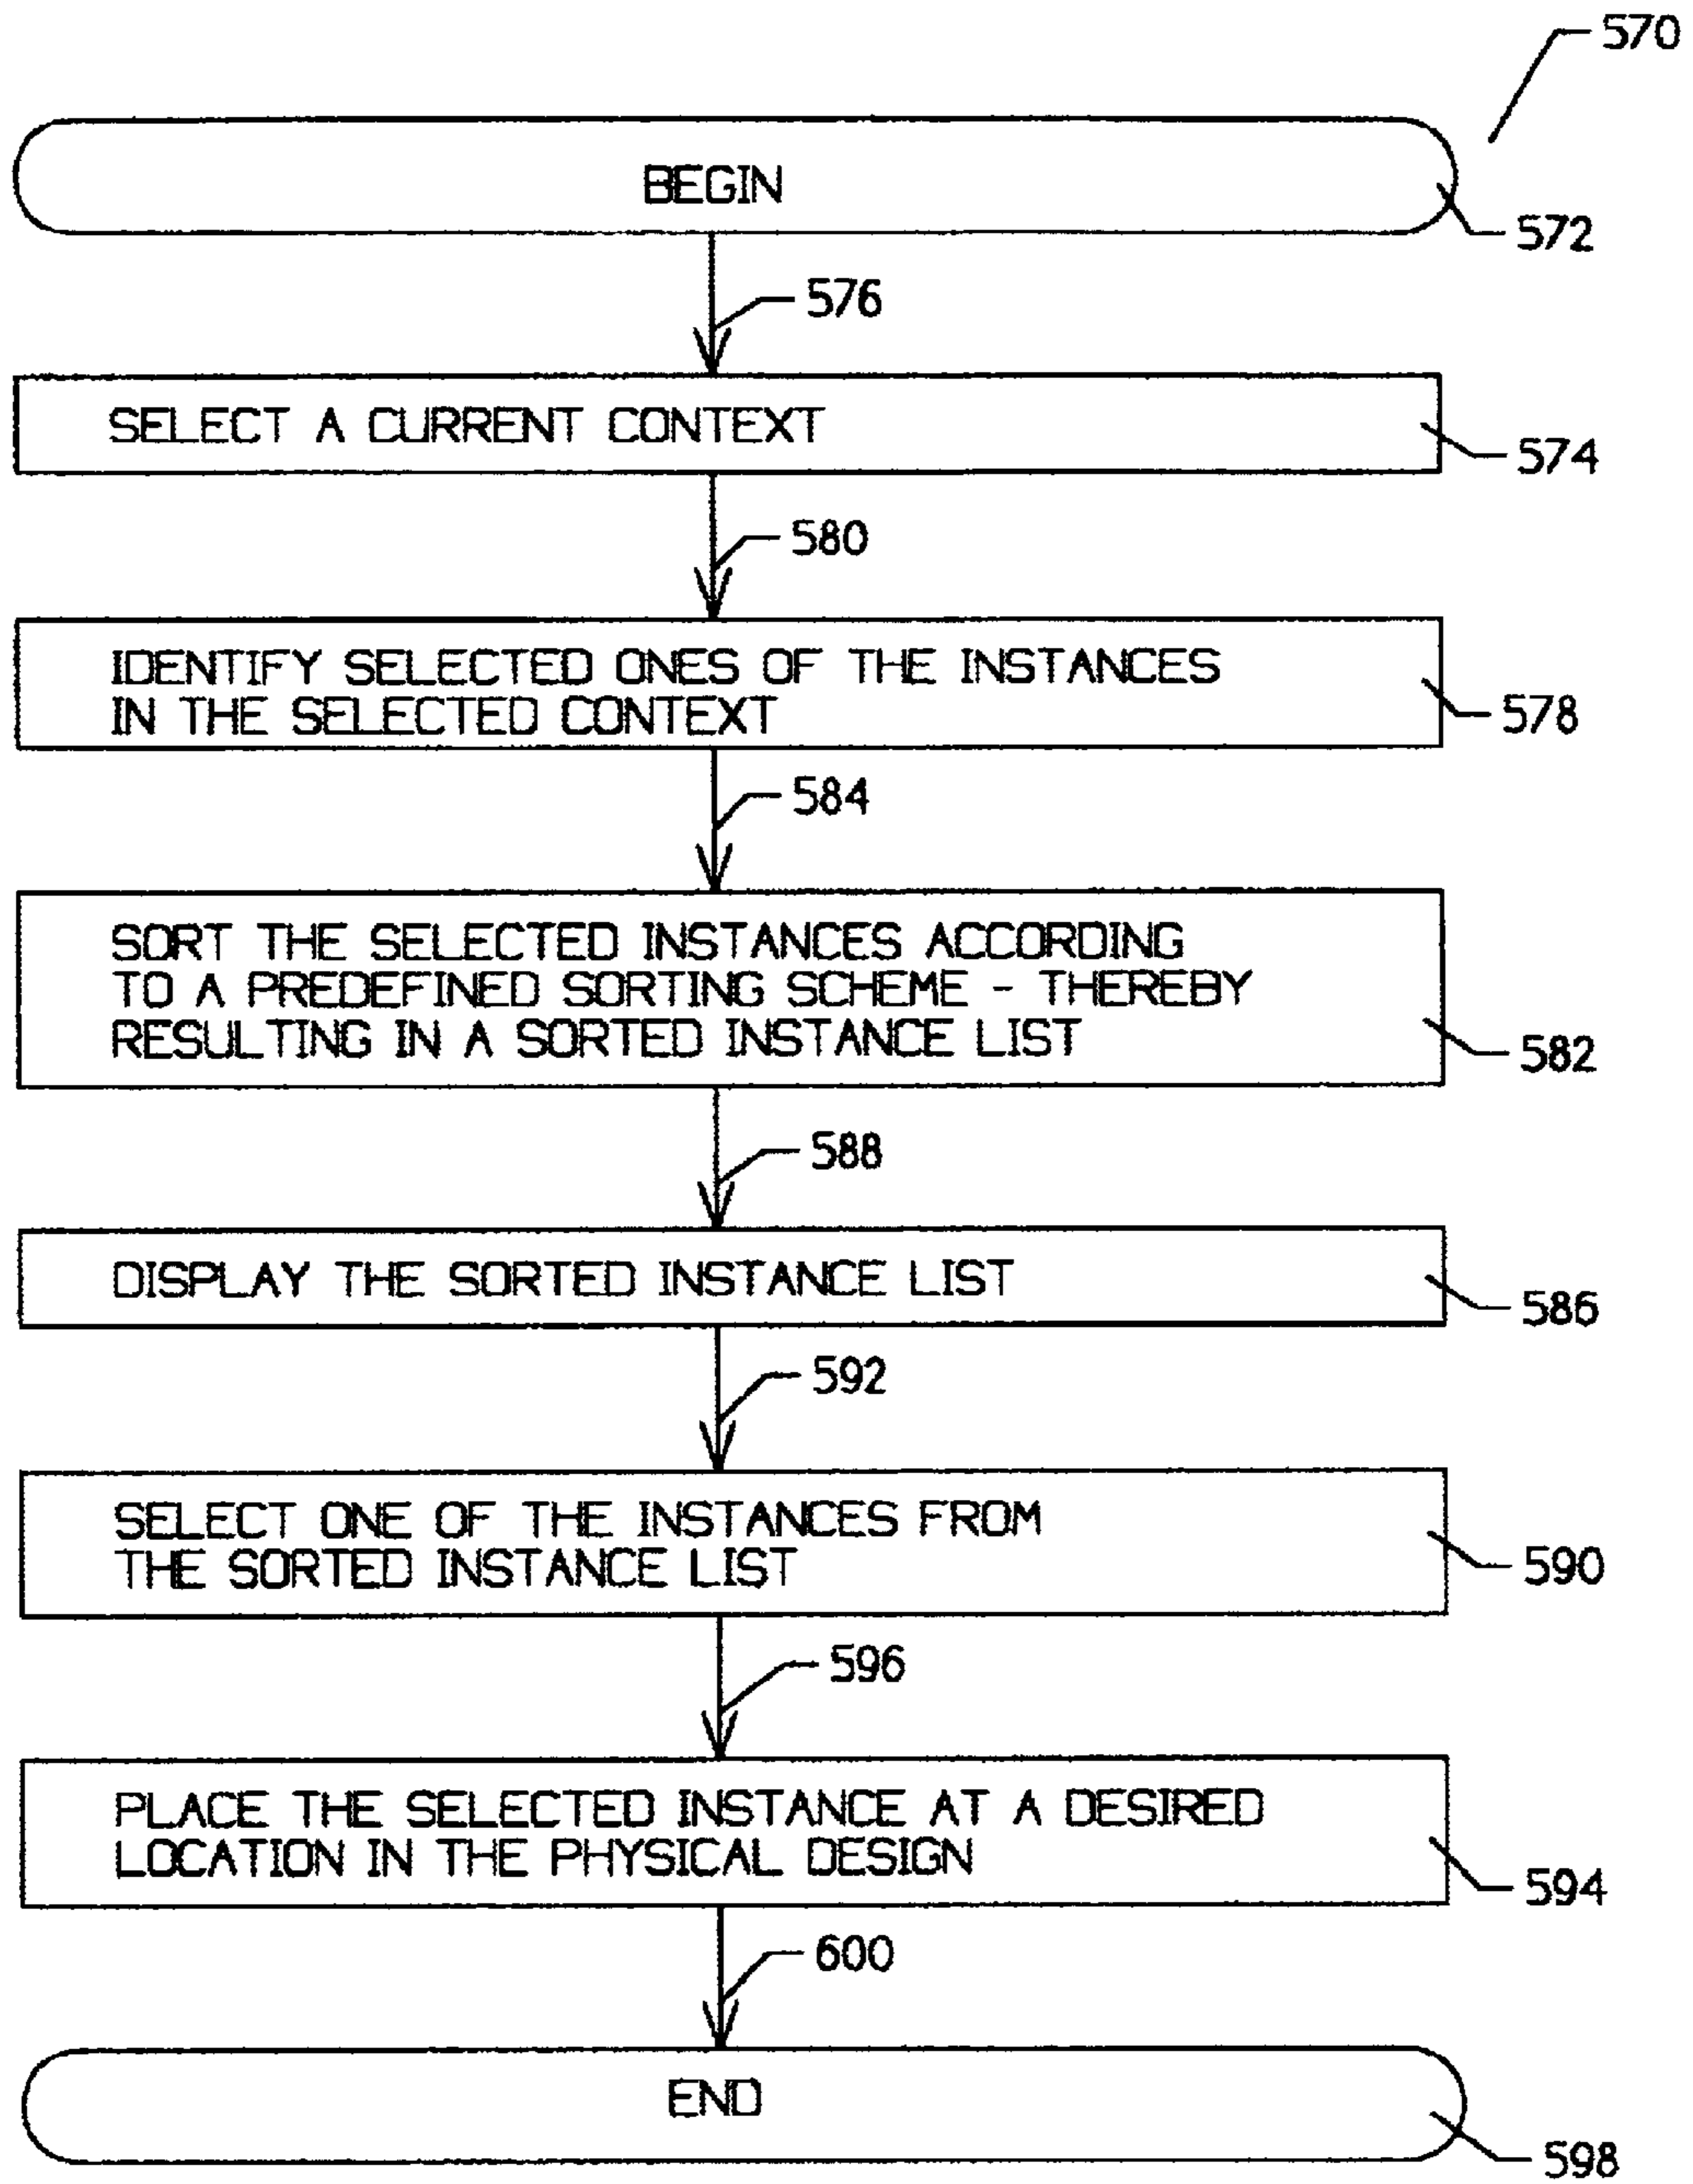 570
BEGIN
572
576
SELECT A CURRENT CONTEXT
574
580
IDENTIFY SELECTED ONES OF THE INSTANCES
IN THE SELECTED CONTEXT
578
584
SORT THE SELECTED INSTANCES ACCORDING
TO A PREDEFINED SORTING SCHEME - THEREBY
RESULTING IN A SORTED INSTANCE LIST
582
588
DISPLAY THE SORTED INSTANCE LIST
586
592
SELECT ONE OF THE INSTANCES FROM
THE SORTED INSTANCE LIST
590
596
PLACE THE SELECTED INSTANCE AT A DESIRED
LOCATION IN THE PHYSICAL DESIGN
594
600
END
598